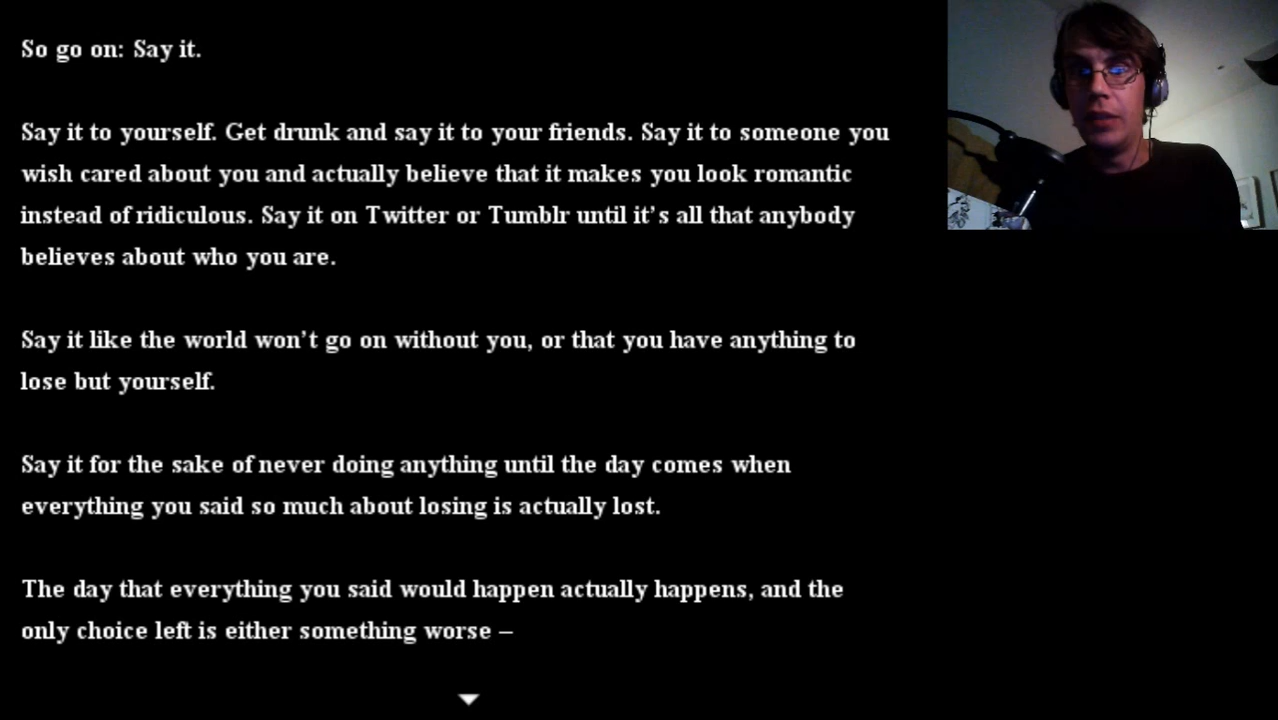 So go on: Say it.
Say it to yourself. Get drunk and say it to your friends. Say it to someone you
wish cared about you and actually believe that it makes you look romantic
instead of ridiculous. Say it on Twitter or Tumblr until it’s all that anybody
believes about who you are.
Say it like the world won’t go on without you, or that you have anything to
lose but yourself.
Say it for the sake of never doing anything until the day comes when
everything you said so much about losing is actually lost.
The day that everything you said would happen actually happens, and the
only choice left is either something worse –